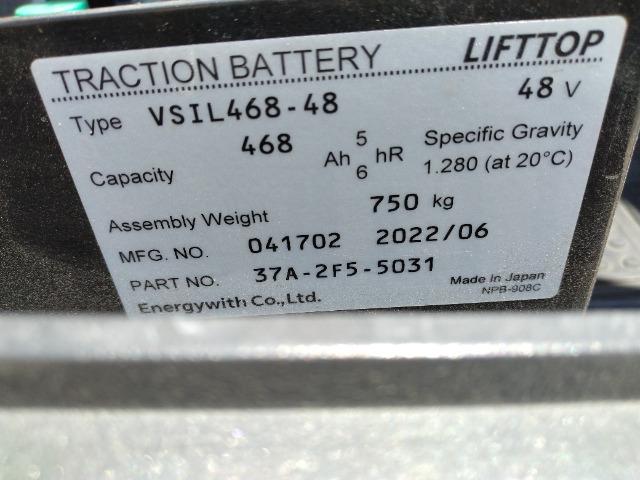 TRACTION BATTERY LIFTTOP
Type VSIL468-48 48 V
Capacity 468 Ah 5 6 hR Specific Gravity
1.280 (at 20°C)
Assembly Weight 750 kg
MFG. NO. 041702 2022/06
PART NO. 37A-2F5-5031
Energywith Co.,Ltd. Made In Japan
NPB-908C